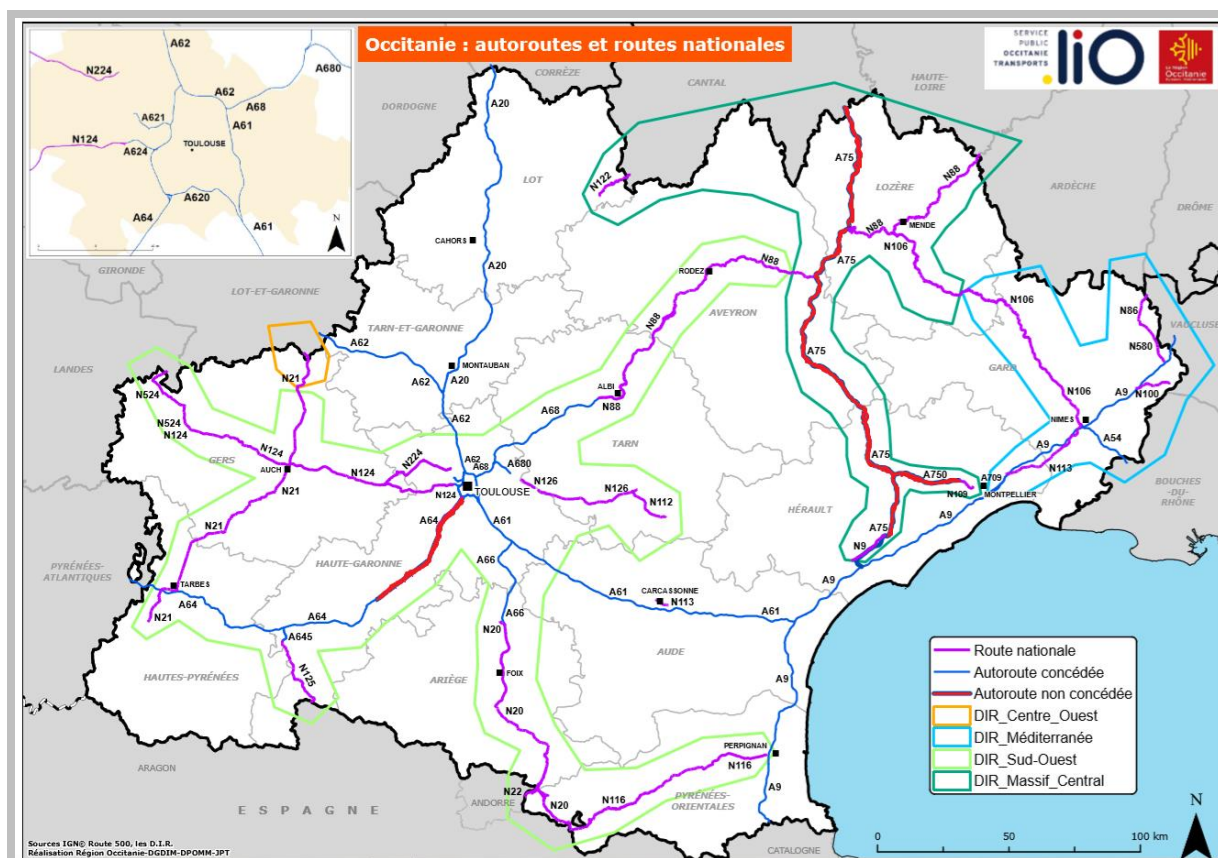 Occitanie : autoroutes et routes nationales
SERVICE
PUBLIC
OCCITANIE
TRANSPORTS
liO
La Région
Occitanie
A62
N224
A680
A62
A68
A621
A61
N124
TOULOUSE
A624
A620
A64
A61
N
CORRÈZE
CANTAL
HAUTE-
LOIRE
DORDOGNE
A20
LOT
N122
A75
LOZÈRE
N88
ARDÈCHE
MENDE
N88
DRÔME
CAHORS
N106
GIRONDE
A20
RODEZ
N88
A75
LOT-ET-GARONNE
AVEYRON
N106
N86
VAUCLUSE
TARN-ET-GARONNE
A62
N88
N580
MONTAUBAN
A75
LANDES
N21
A62
A20
GARD
A9
N100
ALBI
N88
N106
N524
A68
NIMES
A62
N524
N124
TARN
A9
A54
GERS
N124
N224
A75
AUCH
N124
A62
A68
A680
N113
TOULOUSE
N126
N126
A750
A709
N124
N112
N109
MONTPELLIER
BOUCHES
-DU-
RHÔNE
N21
A64
A61
HÉRAULT
A9
N21
A75
N9
HAUTE-GARONNE
A66
PYRÉNÉES-
ATLANTIQUES
TARBES
A9
A64
CARCASSONNE
A61
N113
A61
N21
A64
A66
A645
N20
AUDE
N125
FOIX
HAUTES-PYRÉNÉES
ARIÈGE
A9
N20
PERPIGNAN
N116
N22
ANDORRE
N20
N116
PYRÉNÉES-
ORIENTALES
A9
ARAGON
ESPAGNE
CATALOGNE
Route nationale
Autoroute concédée
Autoroute non concédée
DIR_Centre_Ouest
DIR_Méditerranée
DIR_Sud-Ouest
DIR_Massif_Central
N
0 50 100 km
Sources IGN© Route 500, les D.I.R.
Réalisation Région Occitanie-DGDIM-DPOMM-JPT